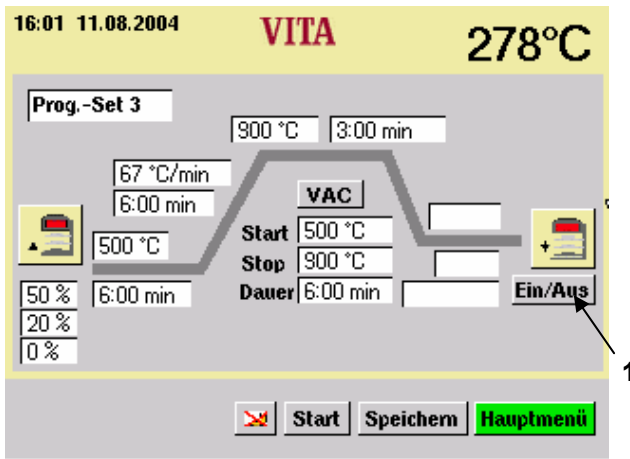 16:01 11.08.2004 VITA 278°C
Prog.-Set 3
900 °C 3:00 min
67 °C/min
6:00 min
VAC
500 °C
Start 500 °C
Stop 900 °C
Dauer 6:00 min
50 % 6:00 min
20 %
0 %
Ein/Aus
1
Start Speichern Hauptmenü